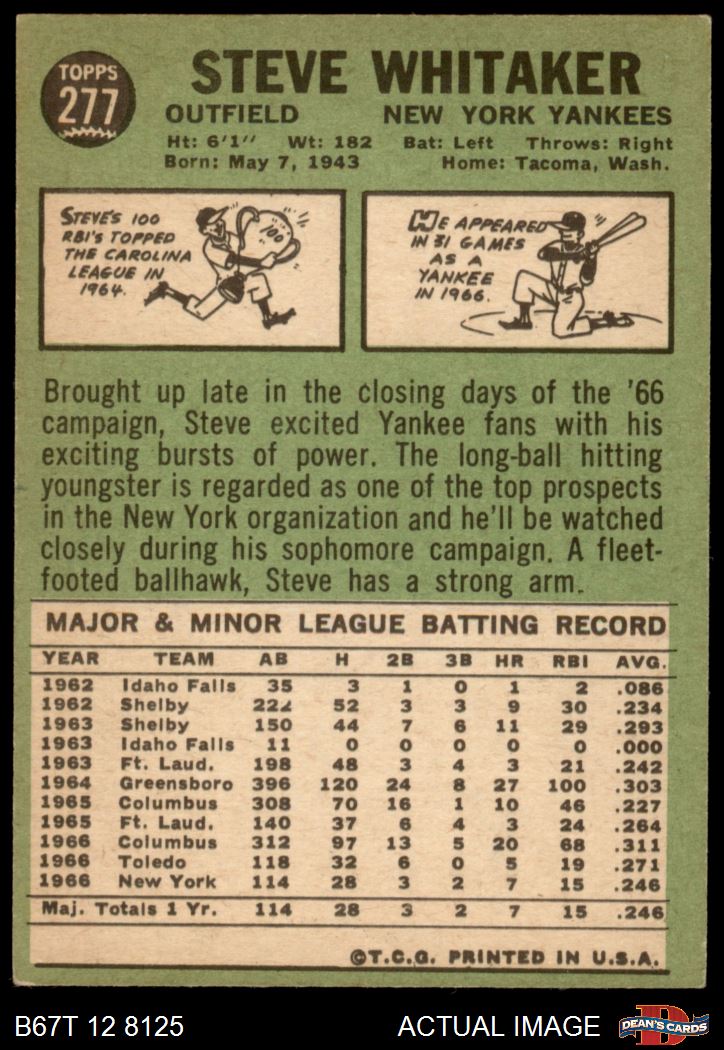 TOPPS
277
STEVE WHITAKER
OUTFIELD NEW YORK YANKEES
Ht: 6'1" Wt: 182 Bat: Left Throws: Right
Born: May 7, 1943 Home: Tacoma, Wash.
STEVE'S 100
RBI'S TOPPED
THE CAROLINA
LEAGUE IN
1964.
100
HE APPEARED
IN 31 GAMES
AS A
YANKEE
IN 1966.
Brought up late in the closing days of the '66
campaign, Steve excited Yankee fans with his
exciting bursts of power. The long-ball hitting
youngster is regarded as one of the top prospects
in the New York organization and he'll be watched
closely during his sophomore campaign. A fleet-
footed ballhawk, Steve has a strong arm.
MAJOR & MINOR LEAGUE BATTING RECORD
YEAR TEAM AB H 2B 3B HR RBI AVG.
1962 Idaho Falls 35 3 1 0 1 2 .086
1962 Shelby 222 52 3 3 9 30 .234
1963 Shelby 150 44 7 6 11 29 .293
1963 Idaho Falls 11 0 0 0 0 0 .000
1963 Ft. Laud. 198 48 3 4 3 21 .242
1964 Greensboro 396 120 24 8 27 100 .303
1965 Columbus 308 70 16 1 10 46 .227
1965 Ft. Laud. 140 37 6 4 3 24 .264
1966 Columbus 312 97 13 5 20 68 .311
1966 Toledo 118 32 6 0 5 19 .271
1966 New York 114 28 3 2 7 15 .246
Maj. Totals 1 Yr. 114 28 3 2 7 15 .246
©T.C.G. PRINTED IN U.S.A.
B67T 12 8125 ACTUAL IMAGE
D
DEAN'S CARDS